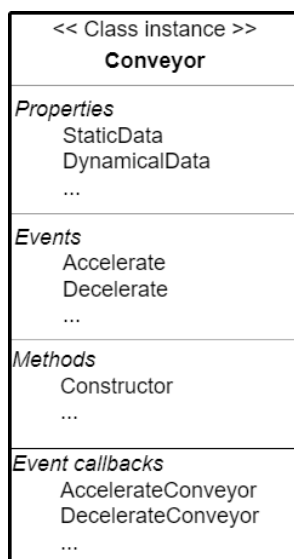 << Class instance >>
Conveyor
Properties
StaticData
DynamicalData
...
Events
Accelerate
Decelerate
...
Methods
Constructor
...
Event callbacks
AccelerateConveyor
DecelerateConveyor
...